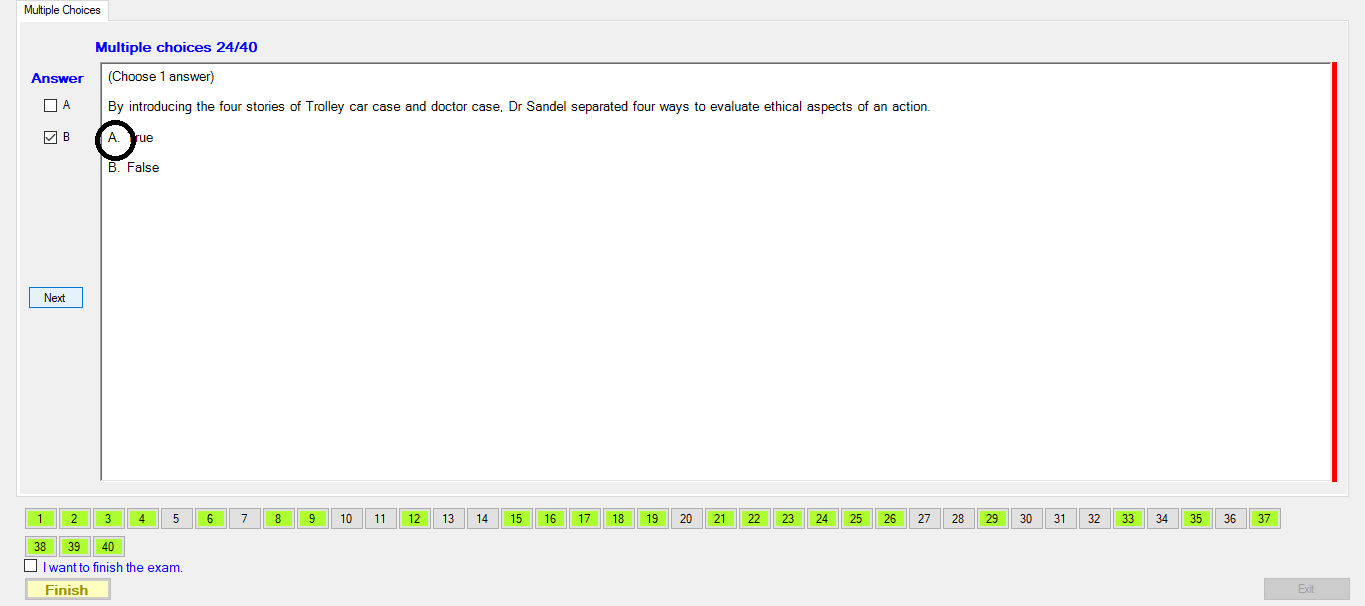 Multiple Choices
Multiple choices 24/40
Answer
A
B
(Choose 1 answer)
By introducing the four stories of Trolley car case and doctor case, Dr Sandel separated four ways to evaluate ethical aspects of an action.
A. rue
B. False
Next
1 2 3 4 5 6 7 8 9 10 11 12 13 14 15 16 17 18 19 20 21 22 23 24 25 26 27 28 29 30 31 32 33 34 35 36 37
38 39 40
I want to finish the exam.
Finish
Exit